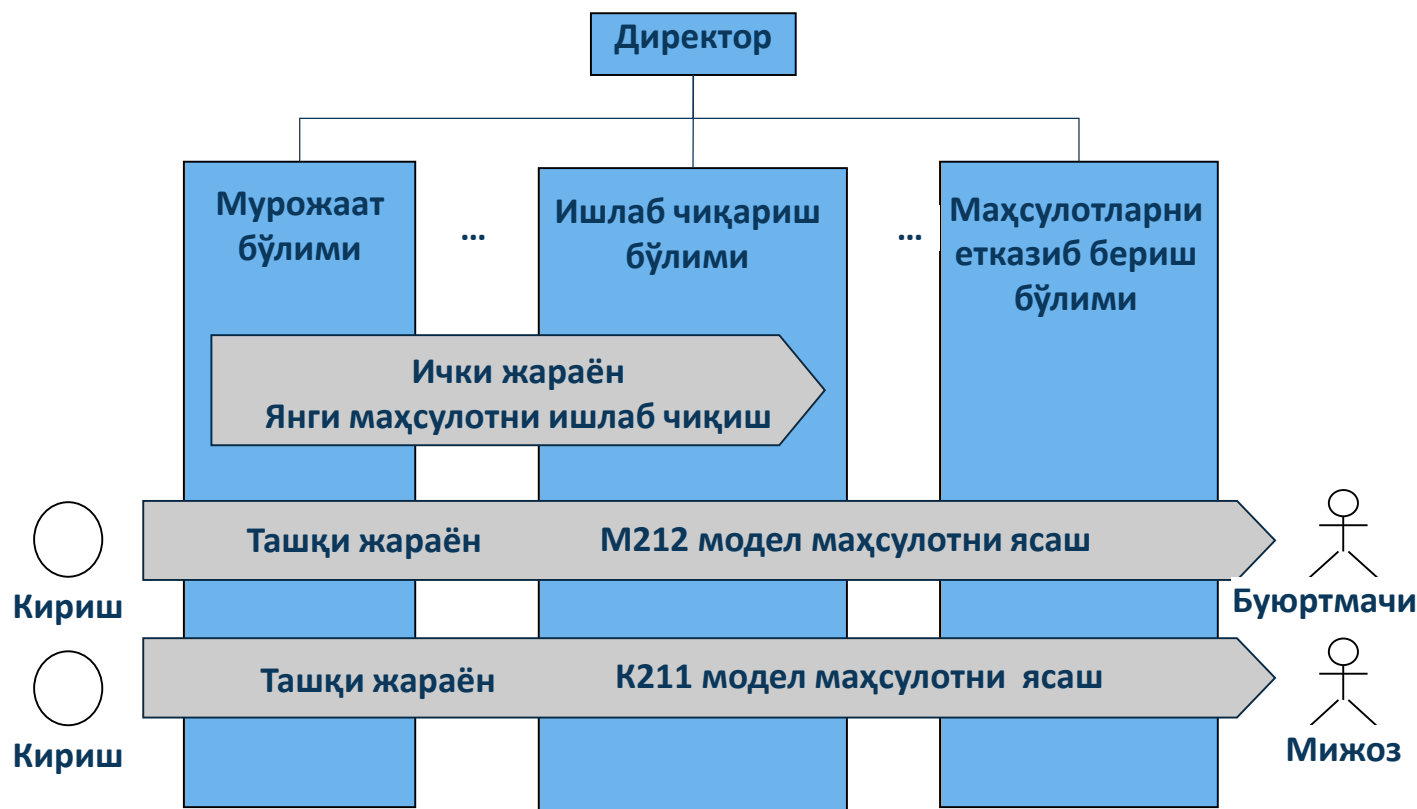 Директор
Мурожаат
бўлими
...
Ишлаб чиқариш
бўлими
...
Маҳсулотларни
етказиб бериш
бўлими
Ички жараён
Янги маҳсулотни ишлаб чиқиш
Ташқи жараён М212 модел маҳсулотни ясаш
Кириш
Буюртмачи
Ташқи жараён К211 модел маҳсулотни ясаш
Кириш
Мижоз